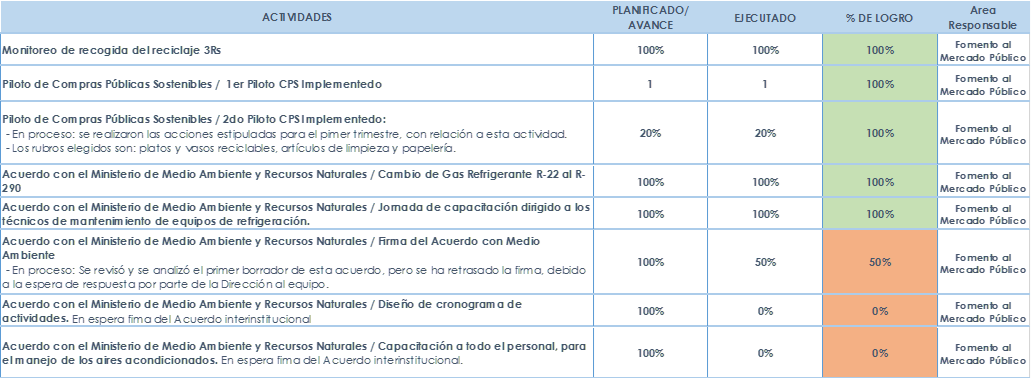 ACTIVIDADES
PLANIFICADO/
AVANCE
EJECUTADO
% DE LOGRO
Area
Responsable
Monitoreo de recogida del reciclaje 3Rs
100%
100%
100%
Fomento al
Mercado Público
Piloto de Compras Públicas Sostenibles / 1er Piloto CPS Implementedo
1
1
100%
Fomento al
Mercado Público
Piloto de Compras Públicas Sostenibles / 2do Piloto CPS Implementedo:
- En proceso: se realizaron las acciones estipuladas para el pimer trimestre, con relación a esta actividad.
- Los rubros elegidos son: platos y vasos reciclables, artículos de limpieza y papelería.
20%
20%
100%
Fomento al
Mercado Público
Acuerdo con el Ministerio de Medio Ambiente y Recursos Naturales / Cambio de Gas Refrigerante R-22 al R-
290
100%
100%
100%
Fomento al
Mercado Público
Acuerdo con el Ministerio de Medio Ambiente y Recursos Naturales / Jornada de capacitación dirigido a los
técnicos de mantenimiento de equipos de refrigeración.
100%
100%
100%
Fomento al
Mercado Público
Acuerdo con el Ministerio de Medio Ambiente y Recursos Naturales / Firma del Acuerdo con Medio
Ambiente
- En proceso: Se revisó y se analizó el primer borrador de esta acuerdo, pero se ha retrasado la firma, debido
a la espera de respuesta por parte de la Dirección al equipo.
100%
50%
50%
Fomento al
Mercado Público
Acuerdo con el Ministerio de Medio Ambiente y Recursos Naturales / Diseño de cronograma de
actividades. En espera fima del Acuerdo interinstitucional
100%
0%
0%
Fomento al
Mercado Público
Acuerdo con el Ministerio de Medio Ambiente y Recursos Naturales / Capacitación a todo el personal, para
el manejo de los aires acondicionados. En espera fima del Acuerdo interinstitucional.
100%
0%
0%
Fomento al
Mercado Público